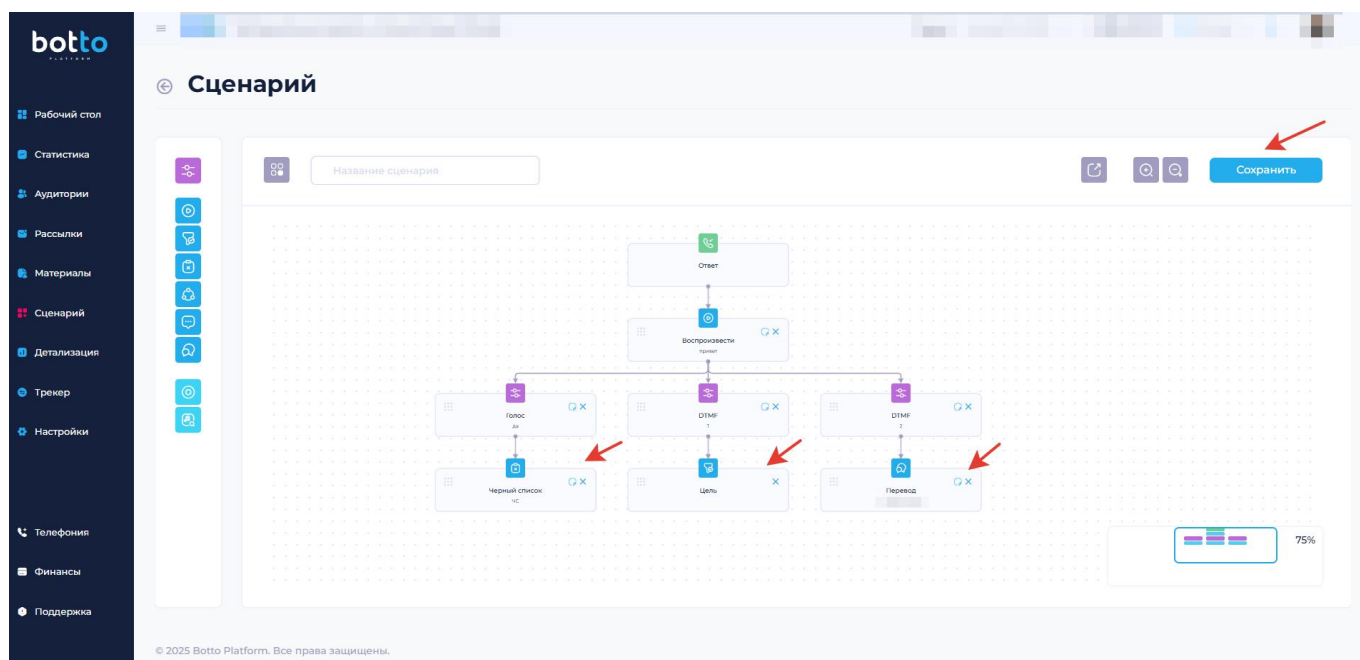 botto
PLATFORM
Сценарий
Рабочий стол
Статистика
Аудитории
Рассылки
Материалы
Сценарий
Детализация
Трекер
Настройки
Телефония
Финансы
Поддержка
Название сценария
Сохранить
Ответ
Воспроизвести
привет
Голос
да
DTMF
1
DTMF
2
Черный список
ЧС
Цель
Перевод
75%
© 2025 Botto Platform. Все права защищены.